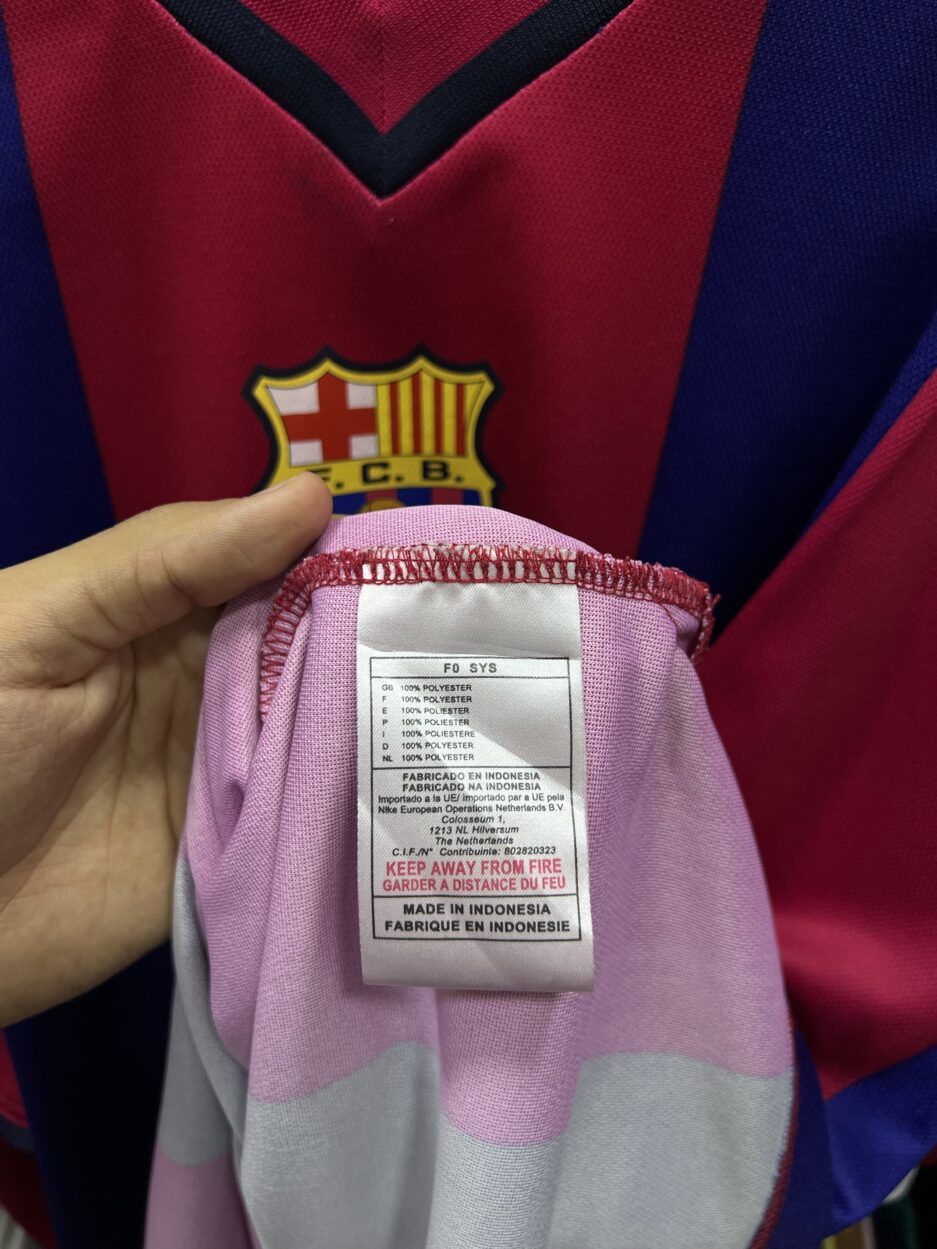 F. C. B.
F0 SYS
GB 100% POLYESTER
F 100% POLYESTER
E 100% POLIESTER
P 100% POLIESTER
I 100% POLIESTERE
D 100% POLYESTER
NL 100% POLYESTER
FABRICADO EN INDONESIA
FABRICADO NA INDONESIA
Importado a la UE/ Importado par a UE pela
Nike European Operations Netherlands B.V.
Colosseum 1,
1213 NL Hilversum
The Netherlands
C.I.F./N° Contribuinte: 802820323
KEEP AWAY FROM FIRE
GARDER A DISTANCE DU FEU
MADE IN INDONESIA
FABRIQUE EN INDONESIE